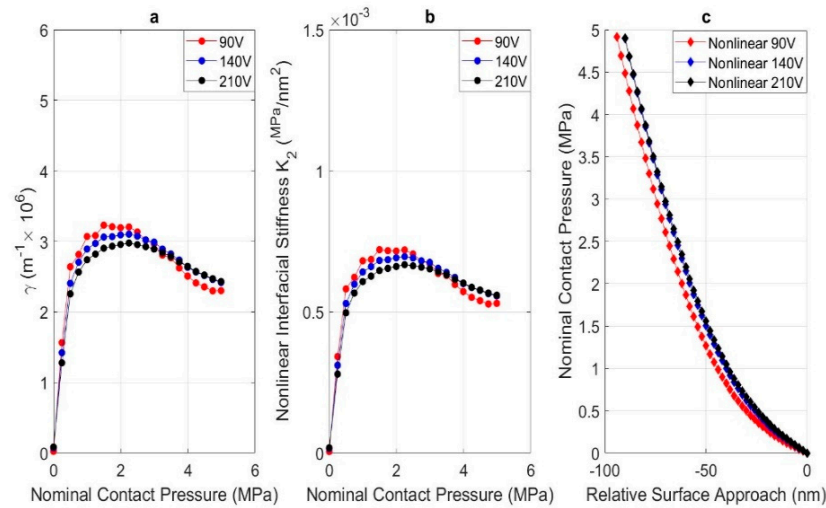 a
γ (m⁻¹ × 10⁶)
6
5
4
3
2
1
0
90V
140V
210V
0
2
4
6
Nominal Contact Pressure (MPa)
b
×10⁻³
Nonlinear Interfacial Stiffness K₂ (MPa/nm²)
1.5
1
0.5
0
90V
140V
210V
0
2
4
6
Nominal Contact Pressure (MPa)
c
Nominal Contact Pressure (MPa)
5
4.5
4
3.5
3
2.5
2
1.5
1
0.5
0
Nonlinear 90V
Nonlinear 140V
Nonlinear 210V
-100
-50
0
Relative Surface Approach (nm)